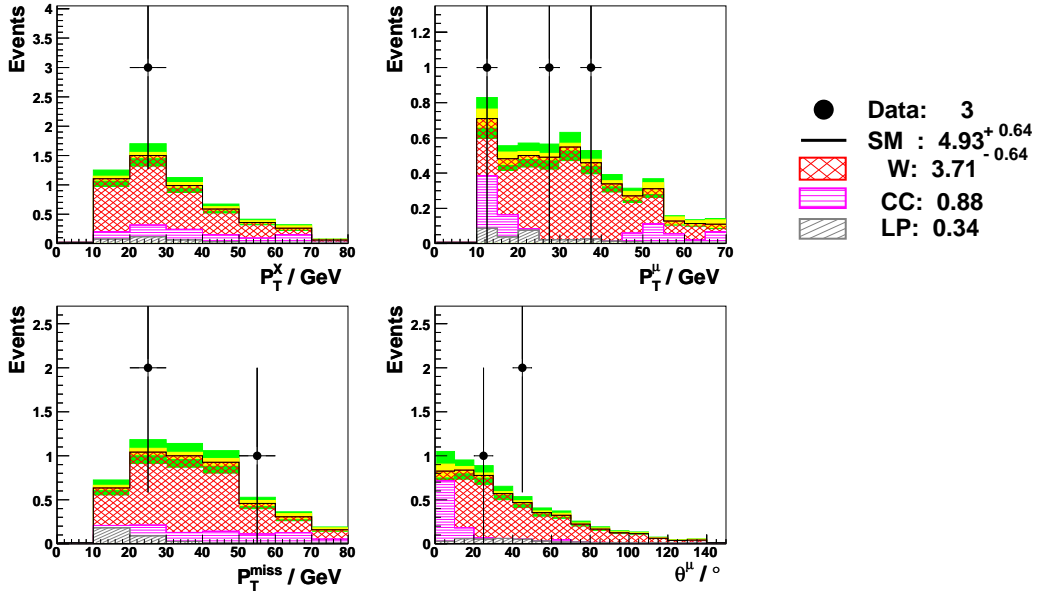 Events
4
3.5
3
2.5
2
1.5
1
0.5
0
0 10 20 30 40 50 60 70 80
P_T^X / GeV
Events
1.2
1
0.8
0.6
0.4
0.2
0
0 10 20 30 40 50 60 70
P_T^μ / GeV
Data: 3
SM : 4.93 + 0.64 - 0.64
W: 3.71
CC: 0.88
LP: 0.34
Events
2.5
2
1.5
1
0.5
0
0 10 20 30 40 50 60 70 80
P_T^miss / GeV
Events
2.5
2
1.5
1
0.5
0
0 20 40 60 80 100 120 140
θ^μ / °